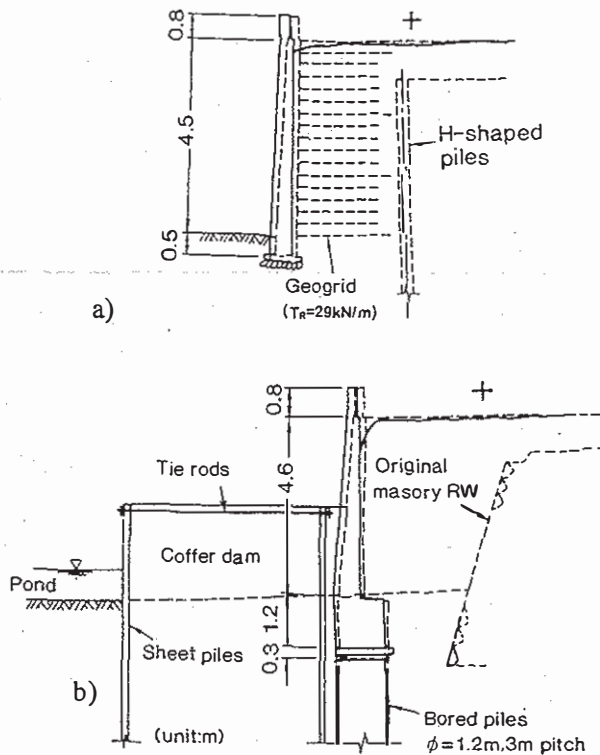 0.8
4.5
0.5
H-shaped
piles
Geogrid
(T_R=29kN/m)
a)
0.8
4.6
1.2
0.3
Tie rods
Coffer dam
Pond
Sheet piles
Original
masory RW
b)
(unit:m)
Bored piles
ϕ=1.2m,3m pitch